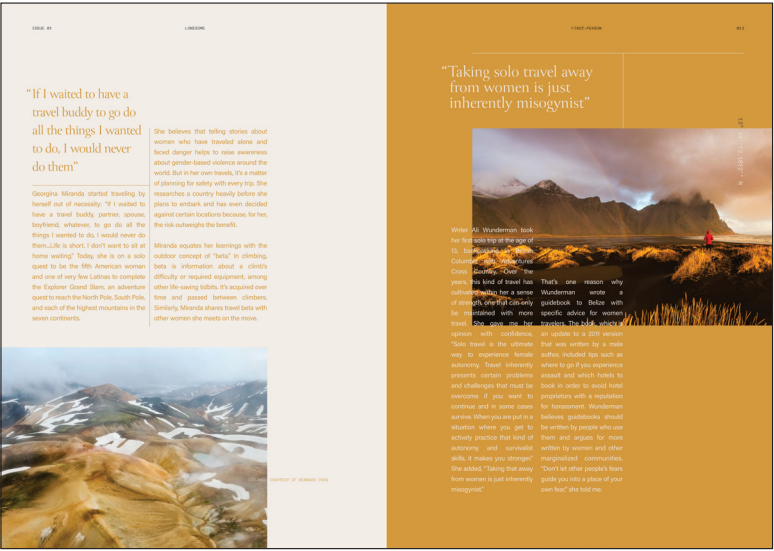 ISSUE 01
LONESOME
“If I waited to have a
travel buddy to go do
all the things I wanted
to do, I would never
do them”
Georgina Miranda started traveling by
herself out of necessity: “If I waited to
have a travel buddy, partner, spouse,
boyfriend, whatever, to go do all the
things I wanted to do, I would never do
them...Life is short. I don’t want to sit at
home waiting.” Today, she is on a solo
quest to be the fifth American woman
and one of very few Latinas to complete
the Explorer Grand Slam, an adventure
quest to reach the North Pole, South Pole,
and each of the highest mountains in the
seven continents.
She believes that telling stories about
women who have traveled alone and
faced danger helps to raise awareness
about gender-based violence around the
world. But in her own travels, it’s a matter
of planning for safety with every trip. She
researches a country heavily before she
plans to embark and has even decided
against certain locations because, for her,
the risk outweighs the benefit.
Miranda equates her learnings with the
outdoor concept of “beta.” In climbing,
beta is information about a climb’s
difficulty or required equipment, among
other life-saving tidbits. It’s acquired over
time and passed between climbers.
Similarly, Miranda shares travel beta with
other women she meets on the move.
COURTESY OF
FIRST-PERSON
“Taking solo travel away
from women is just
inherently misogynist”
Writer Ali Wunderman took
her first solo trip at the age of
15, backpacking in British
Columbia with Adventures
Cross Country. Over the
years, this kind of travel has
cultivated within her a sense
of strength, one that can only
be maintained with more
travel. She gave me her
opinion with confidence,
“Solo travel is the ultimate
way to experience female
autonomy. Travel inherently
presents certain problems
and challenges that must be
overcome if you want to
continue and in some cases
survive. When you are put in a
situation where you get to
actively practice that kind of
autonomy and survivalist
skills, it makes you stronger.”
She added, “Taking that away
from women is just inherently
misogynist.”
That’s one reason why
Wunderman wrote a
guidebook to Belize with
specific advice for women
travelers. The book, which is
an update to a 2011 version
that was written by a male
author, included tips such as
where to go if you experience
assault and which hotels to
book in order to avoid hotel
proprietors with a reputation
for harassment. Wunderman
believes guidebooks should
be written by people who use
them and argues for more
written by women and other
marginalized communities.
“Don’t let other people’s fears
guide you into a place of your
own fear,” she told me.